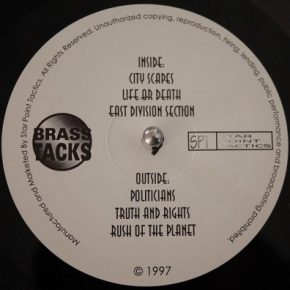 Manufactured and Marketed By Star Point Tactics. All Rights Reserved. Unauthorized copying, reproduction, hiring, lending, public performance and broadcasting prohibited.
INSIDE:
CITY SCAPES
LIFE OR DEATH
EAST DIVISION SECTION
BRASS
TACKS
SPT
STAR
POINT
TACTICS
OUTSIDE:
POLITICIANS
TRUTH AND RIGHTS
RUSH OF THE PLANET
© 1997